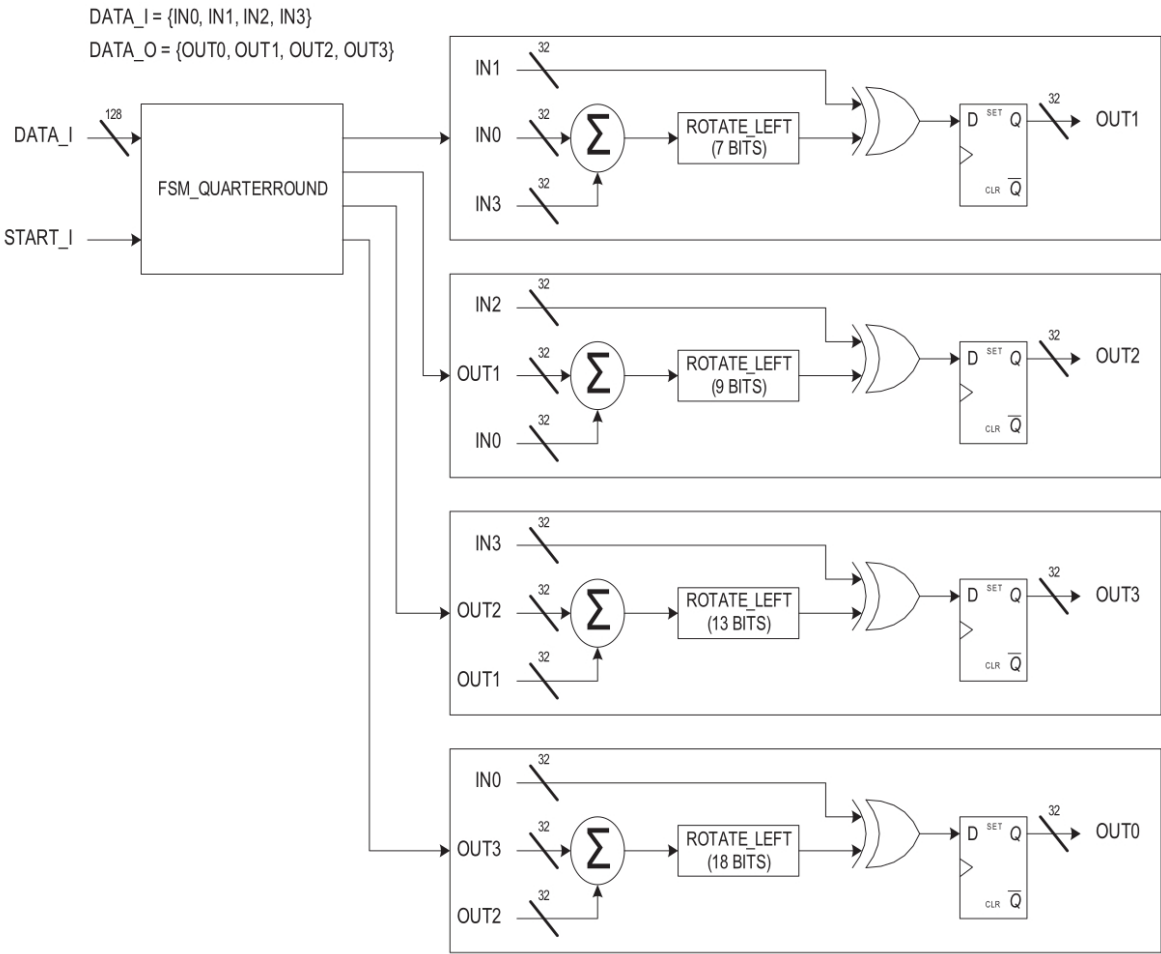 DATA_I = {IN0, IN1, IN2, IN3}
DATA_O = {OUT0, OUT1, OUT2, OUT3}
128
DATA_I
START_I
FSM_QUARTERROUND
32
IN1
32
IN0
32
IN3
Σ
ROTATE_LEFT
(7 BITS)
D SET Q
CLR Q
32
OUT1
32
IN2
32
OUT1
32
IN0
Σ
ROTATE_LEFT
(9 BITS)
D SET Q
CLR Q
32
OUT2
32
IN3
32
OUT2
32
OUT1
Σ
ROTATE_LEFT
(13 BITS)
D SET Q
CLR Q
32
OUT3
32
IN0
32
OUT3
32
OUT2
Σ
ROTATE_LEFT
(18 BITS)
D SET Q
CLR Q
32
OUT0